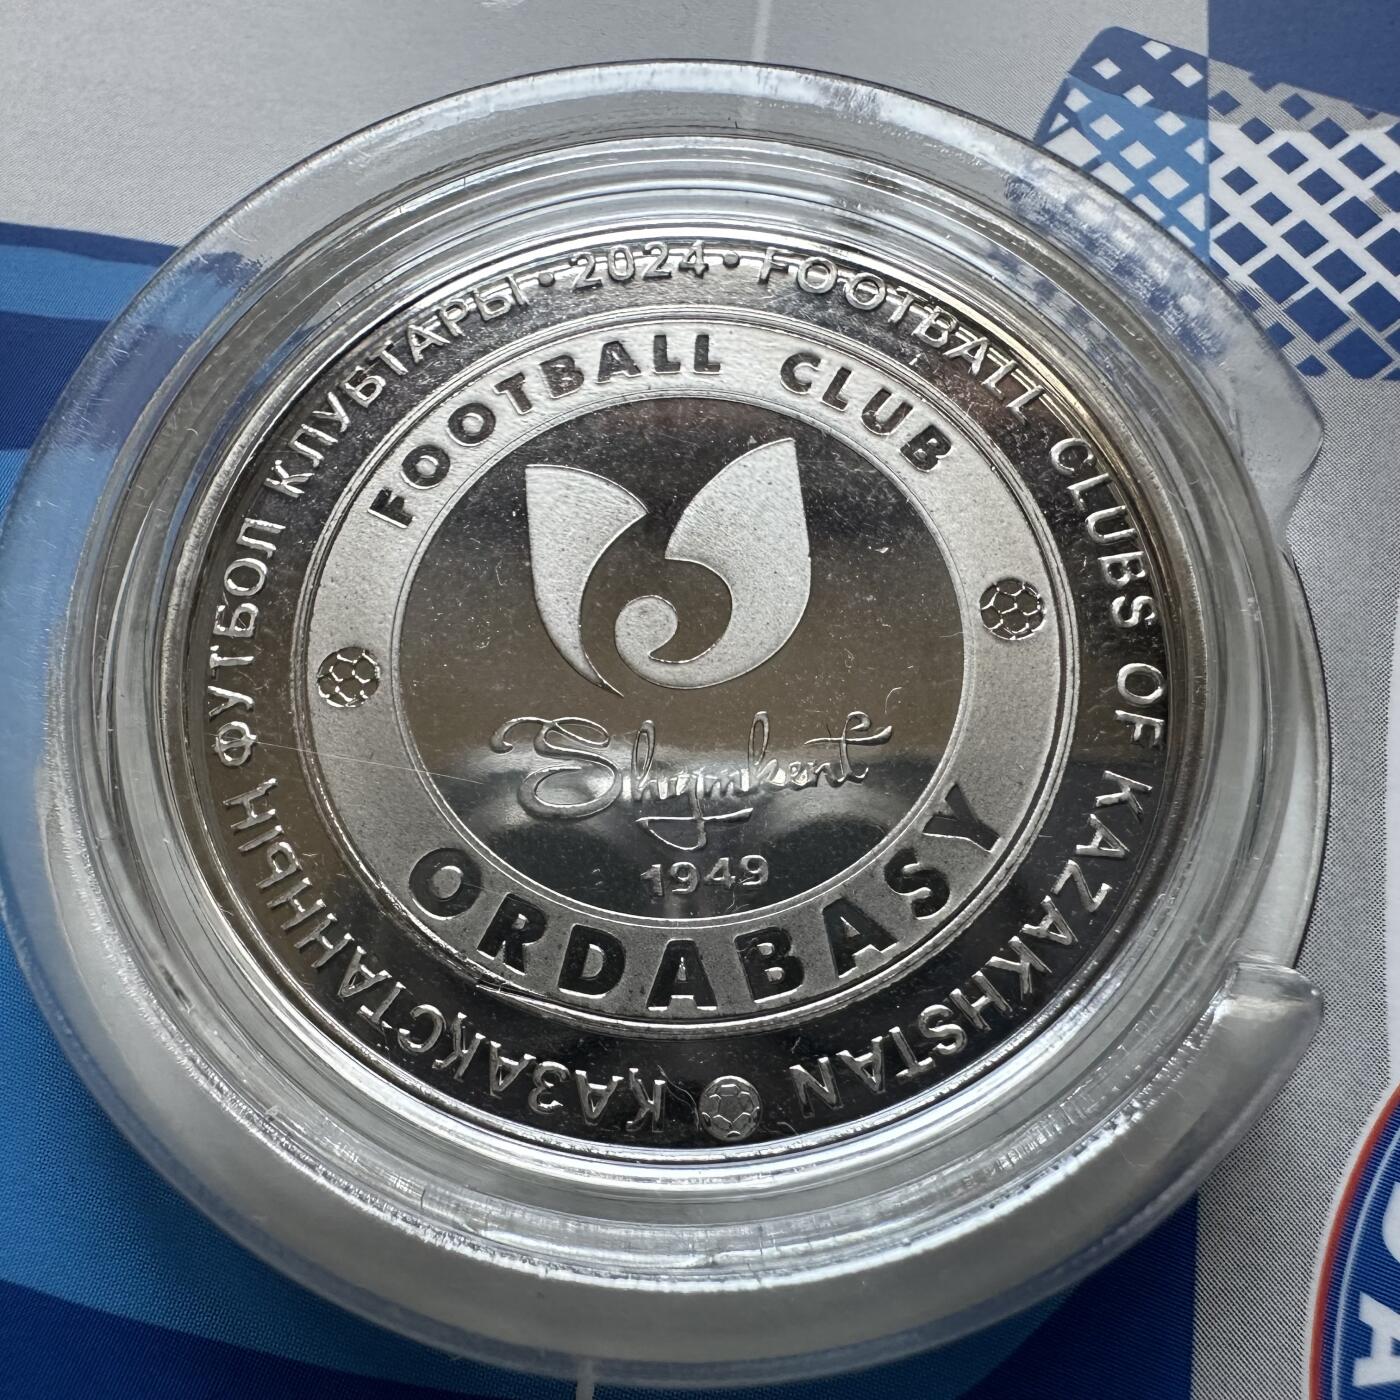 ҚАЗАҚСТАННЫҢ ФУТБОЛ КЛУБТАРЫ • 2024 • FOOTBALL CLUBS OF KAZAKHSTAN
FOOTBALL CLUB
Shymkent
1949
ORDABASY